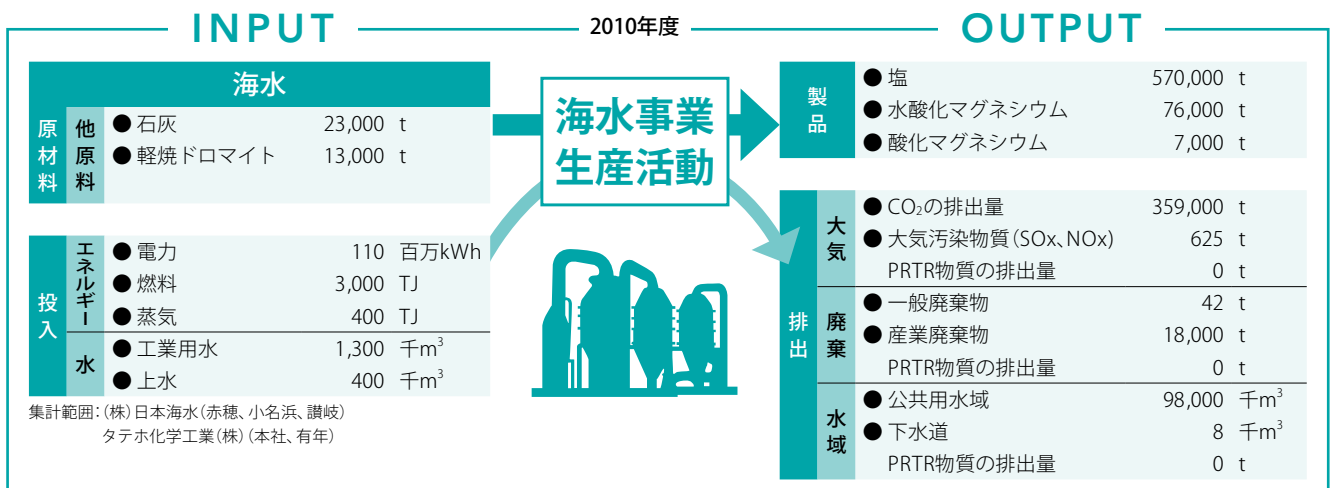 INPUT
2010年度
OUTPUT
海水
原材料
他原料
● 石灰 23,000 t
● 軽焼ドロマイト 13,000 t
投入
エネルギー
● 電力 110 百万kWh
● 燃料 3,000 TJ
● 蒸気 400 TJ
水
● 工業用水 1,300 千m³
● 上水 400 千m³
集計範囲：（株）日本海水（赤穂、小名浜、讃岐）
タテホ化学工業（株）（本社、有年）
海水事業
生産活動
製品
● 塩 570,000 t
● 水酸化マグネシウム 76,000 t
● 酸化マグネシウム 7,000 t
排出
大気
● CO₂の排出量 359,000 t
● 大気汚染物質（SOx、NOx） 625 t
PRTR物質の排出量 0 t
廃棄
● 一般廃棄物 42 t
● 産業廃棄物 18,000 t
PRTR物質の排出量 0 t
水域
● 公共用水域 98,000 千m³
● 下水道 8 千m³
PRTR物質の排出量 0 t